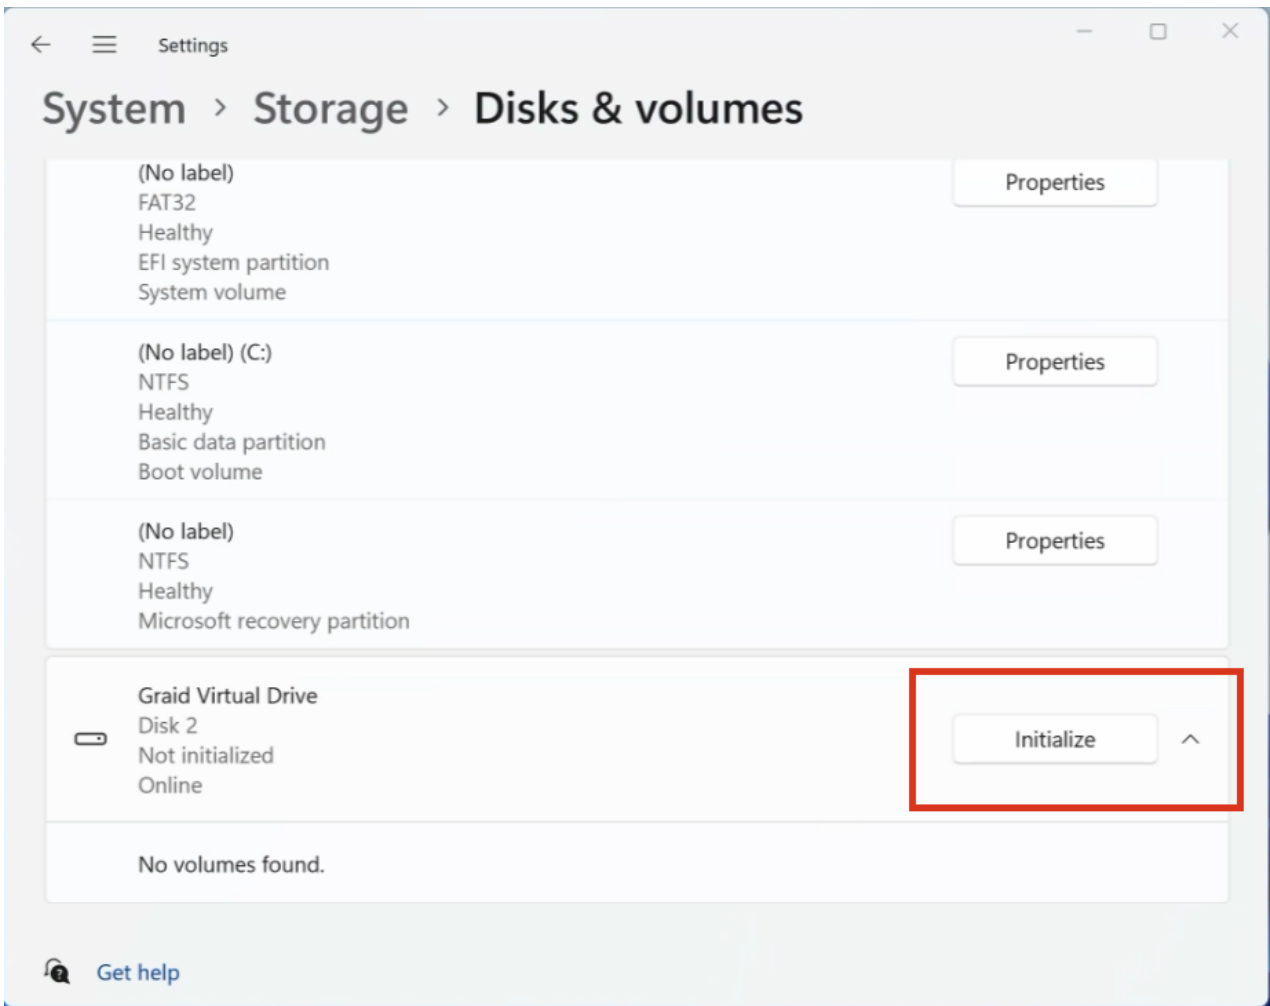 Settings
System > Storage > Disks & volumes
(No label)
Properties
FAT32
Healthy
EFI system partition
System volume
(No label) (C:)
Properties
NTFS
Healthy
Basic data partition
Boot volume
(No label)
Properties
NTFS
Healthy
Microsoft recovery partition
Graid Virtual Drive
Disk 2
Initialize
Not initialized
Online
No volumes found.
Get help